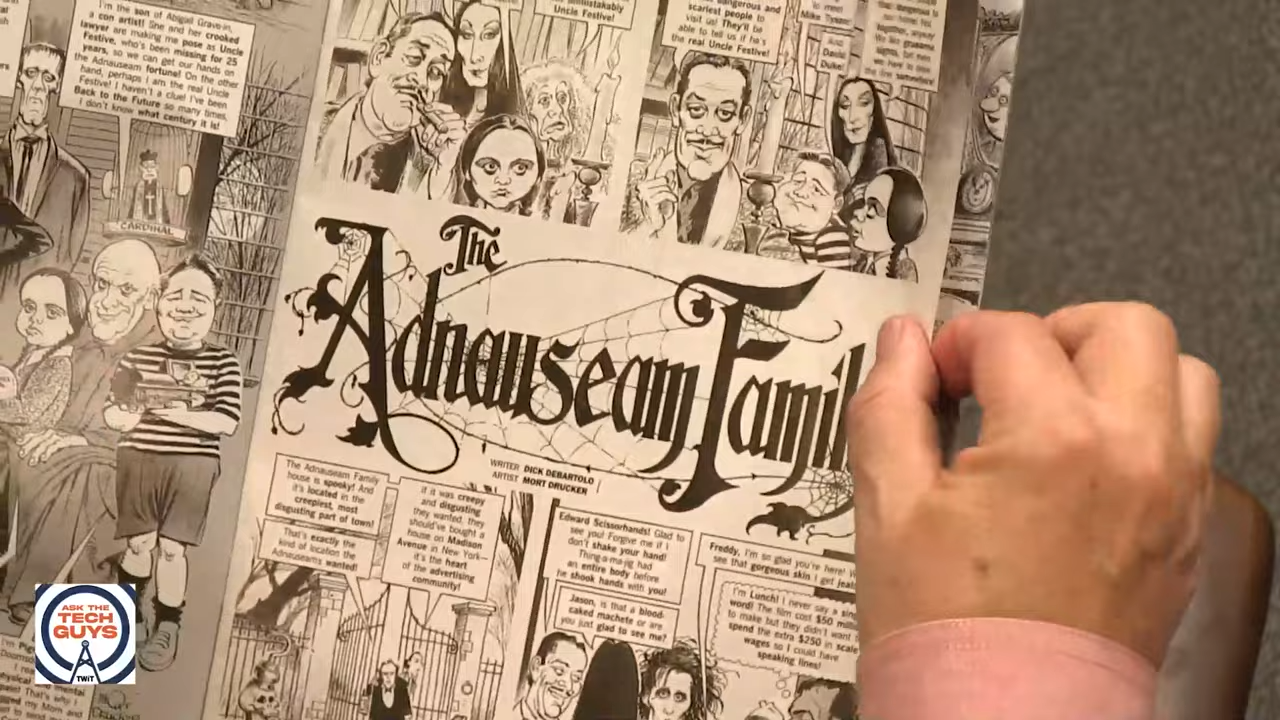 I'm the son of Abigail Grave-in,
a con artist! She and her crooked
lawyer are making me pose as Uncle
Festive, who's been missing for 25
years, so we can get our hands on
the Adnauseam fortune! On the other
hand, perhaps I am the real Uncle
Festive! I haven't a clue! I've been
Back to the Future so many times,
I don't know what century it is!
CARDINAL
unmistakably
Uncle Festive!
dangerous and
scariest people to
visit us! They'll be
able to tell us if he's
the real Uncle Festive!
Mike Tyson!
And
David
Duke!
The
Adnauseam Famil
WRITER DICK DEBARTOLO
ARTIST MORT DRUCKER
The Adnauseam Family
house is spooky! And
it's located in the
creepiest, most
disgusting part of town!
That's exactly the
kind of location the
Adnauseams wanted!
If it was creepy
and disgusting
they wanted, they
should've bought a
house on Madison
Avenue in New York—
it's the heart
of the advertising
community!
Edward Scissorhands! Glad to
see you! Forgive me if I
don't shake your hand!
Thing-a-ma-jig had
an entire body before
he shook hands with you!
Jason, is that a blood-
caked machete or are
you just glad to see me?
Freddy, I'm so glad you're here!
see that gorgeous skin I get
I'm Lunch! I never say a
word! The film cost $50
to make but they didn't want
spend the extra $250 in
wages so I could have
speaking lines!
ASK THE
TECH
GUYS
TWiT